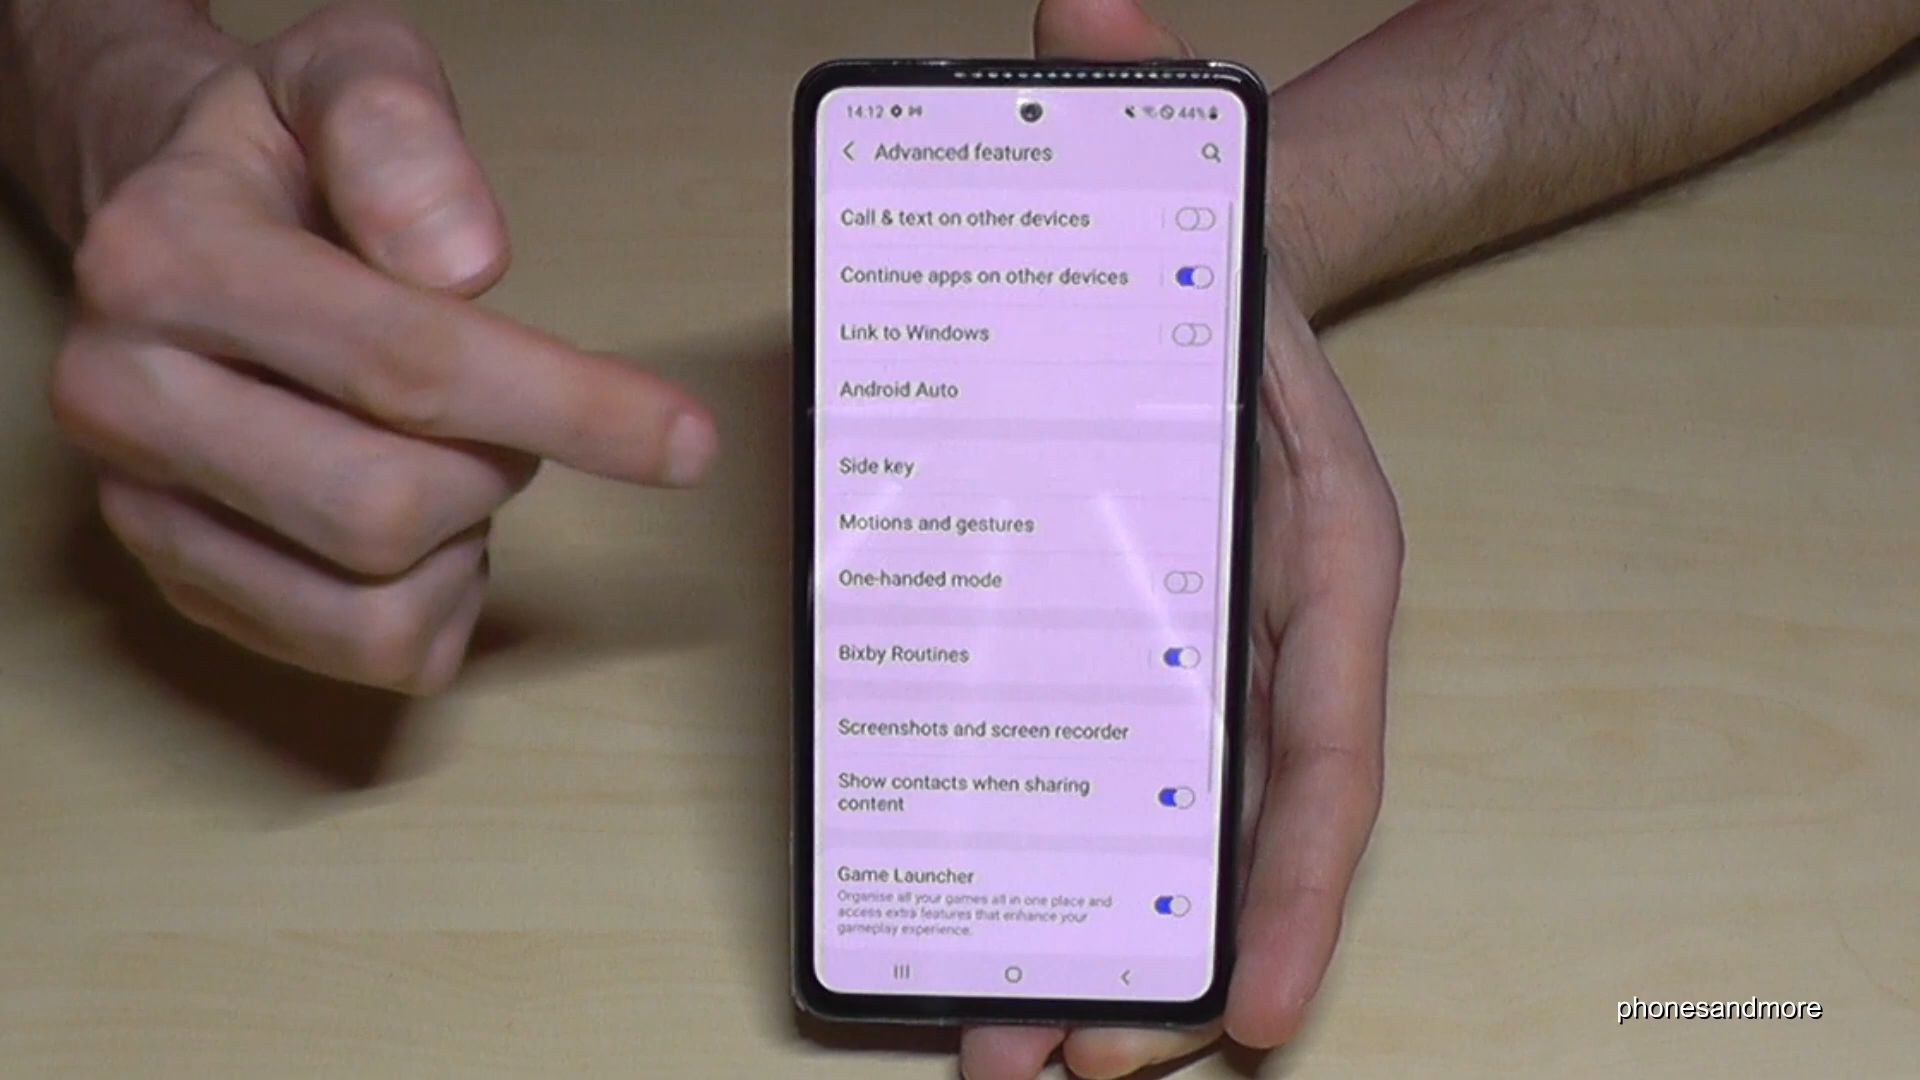 14:12
44%
Advanced features
Call & text on other devices
Continue apps on other devices
Link to Windows
Android Auto
Side key
Motions and gestures
One-handed mode
Bixby Routines
Screenshots and screen recorder
Show contacts when sharing
content
Game Launcher
Organise all your games all in one place and
access extra features that enhance your
gameplay experience.
phonesandmore